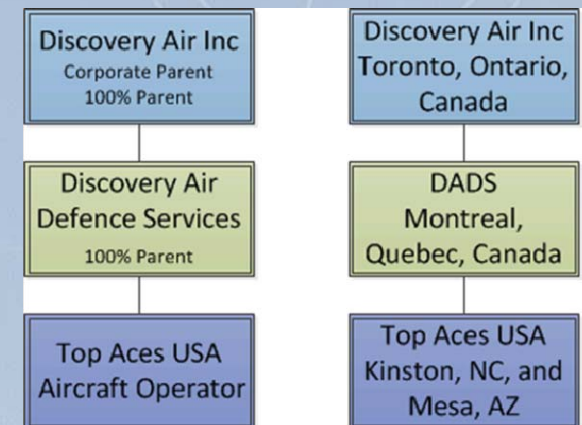 Discovery Air Inc
Corporate Parent
100% Parent
Discovery Air
Defence Services
100% Parent
Top Aces USA
Aircraft Operator
Discovery Air Inc
Toronto, Ontario,
Canada
DADS
Montreal,
Quebec, Canada
Top Aces USA
Kinston, NC, and
Mesa, AZ